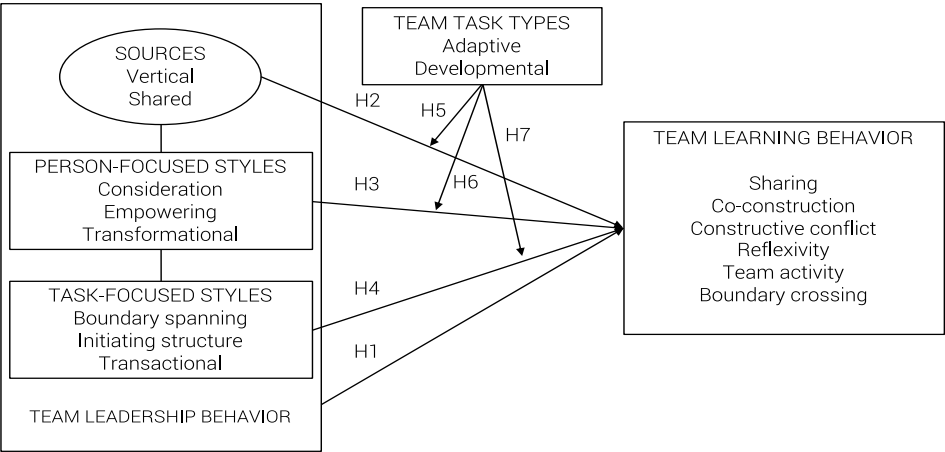 SOURCES
Vertical
Shared
PERSON-FOCUSED STYLES
Consideration
Empowering
Transformational
TASK-FOCUSED STYLES
Boundary spanning
Initiating structure
Transactional
TEAM LEADERSHIP BEHAVIOR
TEAM TASK TYPES
Adaptive
Developmental
H2
H5
H7
H6
H3
H4
H1
TEAM LEARNING BEHAVIOR
Sharing
Co-construction
Constructive conflict
Reflexivity
Team activity
Boundary crossing